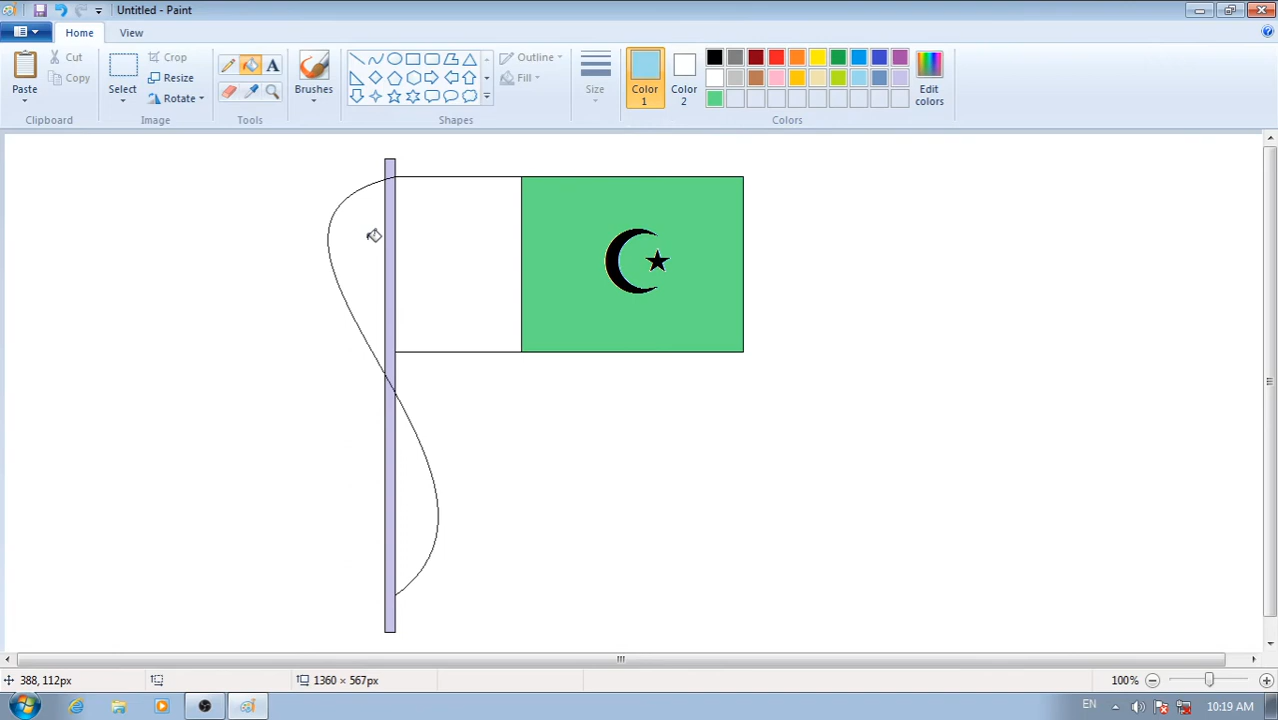 Untitled - Paint
Home View
Paste
Cut
Copy
Clipboard
Select
Crop
Resize
Rotate
Image
A
Tools
Brushes
Outline
Fill
Shapes
Size
Color 1
Color 2
Edit colors
Colors
388, 112px
1360 × 567px
100%
EN
10:19 AM